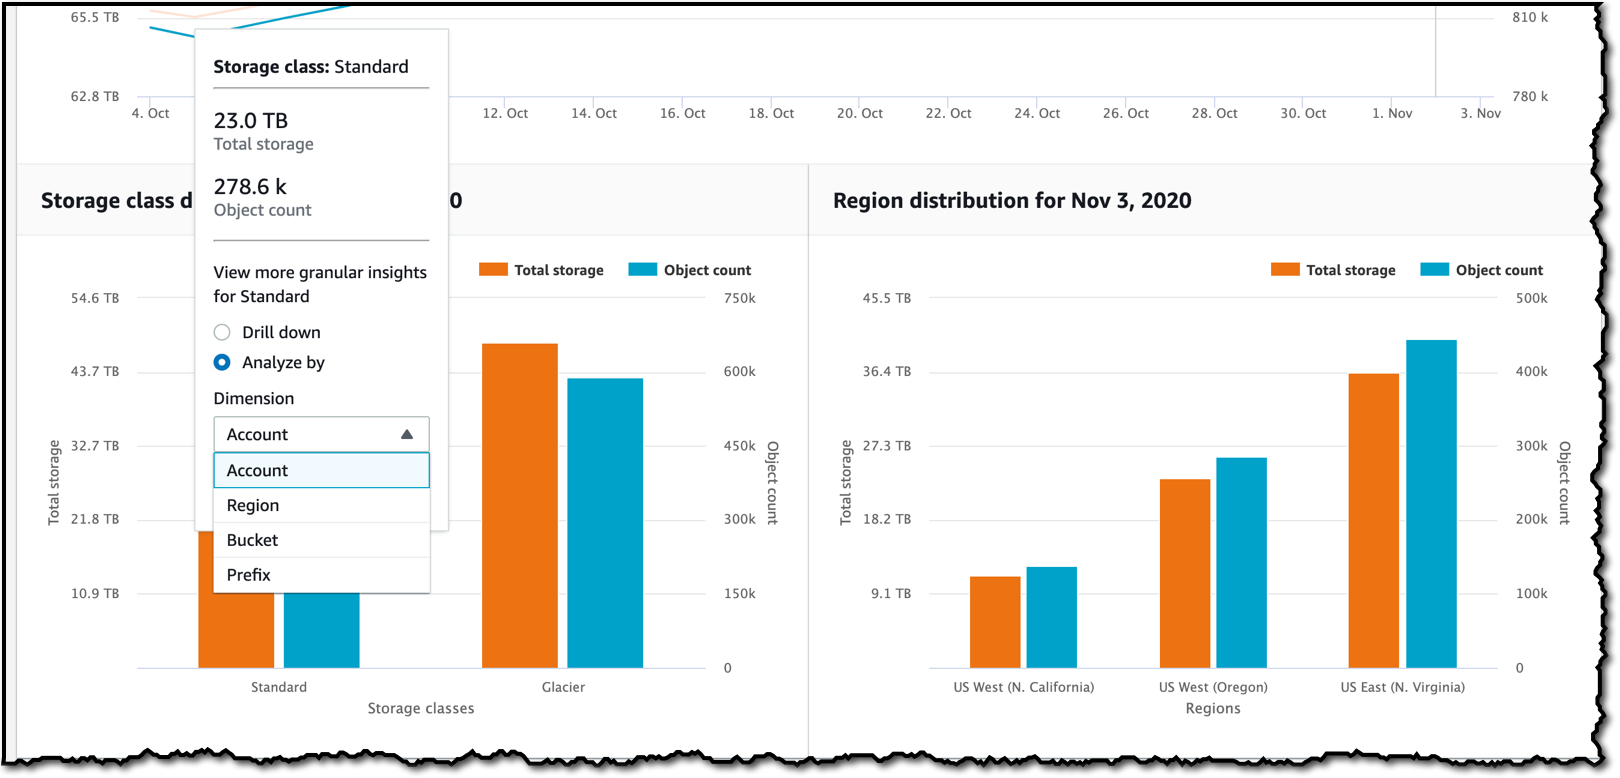 65.5 TB
810 k
62.8 TB
780 k
4. Oct
12. Oct
14. Oct
16. Oct
18. Oct
20. Oct
22. Oct
24. Oct
26. Oct
28. Oct
30. Oct
1. Nov
3. Nov
Storage class: Standard
23.0 TB
Total storage
278.6 k
Object count
View more granular insights
for Standard
Drill down
Analyze by
Dimension
Account
Account
Region
Bucket
Prefix
Storage class d
0
Total storage
Object count
54.6 TB
43.7 TB
32.7 TB
21.8 TB
10.9 TB
Total storage
750k
600k
450k
300k
150k
0
Object count
Standard
Glacier
Storage classes
Region distribution for Nov 3, 2020
Total storage
Object count
45.5 TB
36.4 TB
27.3 TB
18.2 TB
9.1 TB
Total storage
500k
400k
300k
200k
100k
0
Object count
US West (N. California)
US West (Oregon)
US East (N. Virginia)
Regions